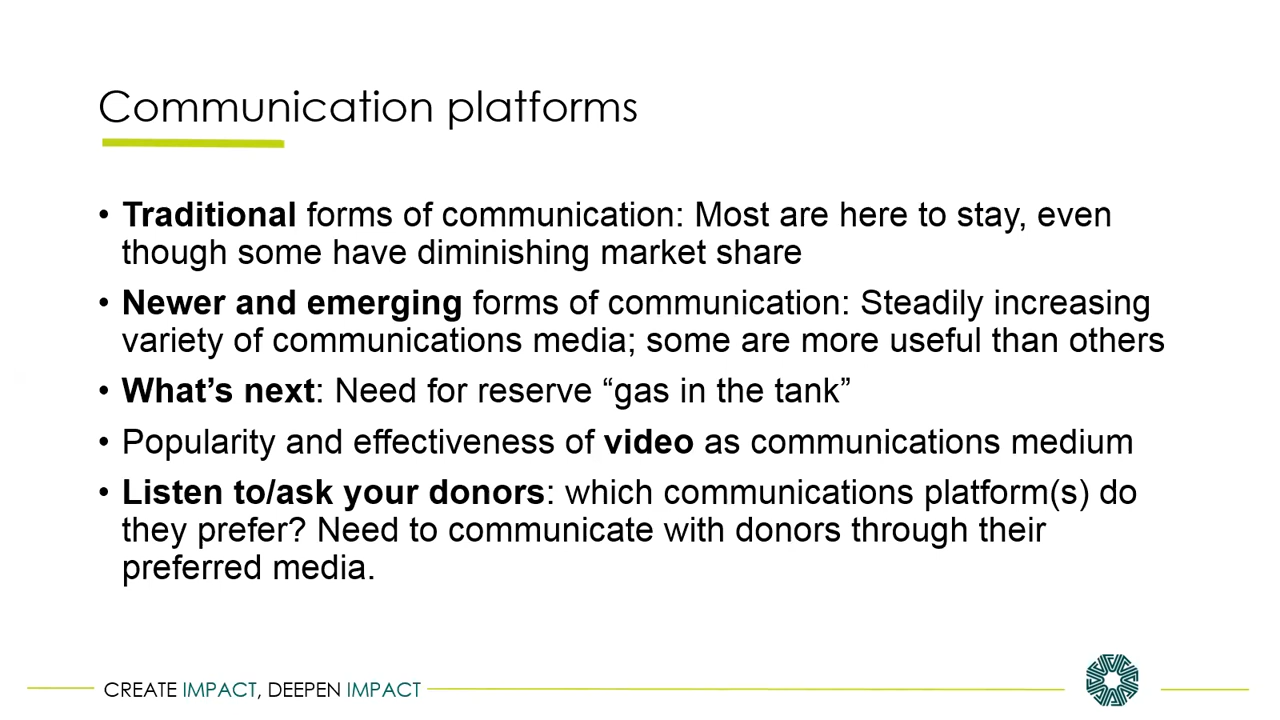 Communication platforms
• Traditional forms of communication: Most are here to stay, even
though some have diminishing market share
• Newer and emerging forms of communication: Steadily increasing
variety of communications media; some are more useful than others
• What’s next: Need for reserve “gas in the tank”
• Popularity and effectiveness of video as communications medium
• Listen to/ask your donors: which communications platform(s) do
they prefer? Need to communicate with donors through their
preferred media.
CREATE IMPACT, DEEPEN IMPACT